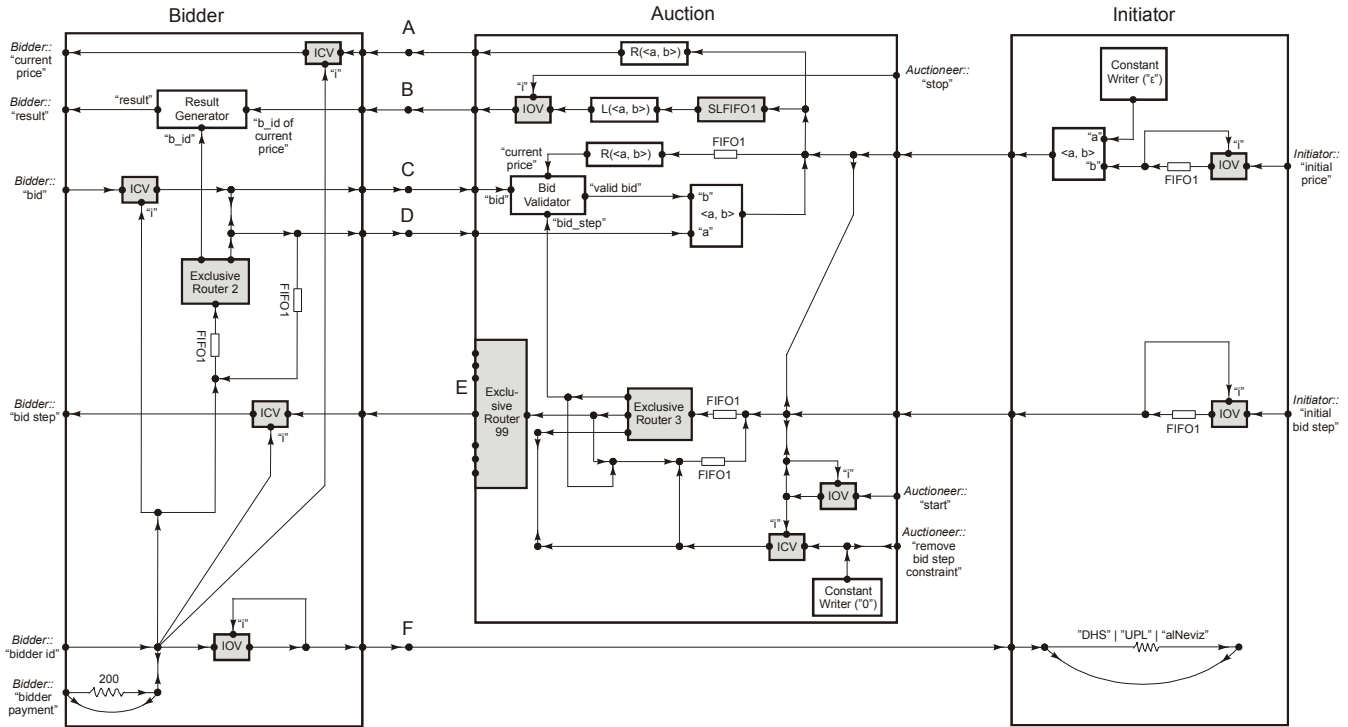 Bidder
Auction
Initiator
Bidder::
"current
price"
ICV
"i"
A
R(<a, b>)
Auctioneer::
"stop"
Constant
Writer ("ε")
Bidder::
"result"
"result"
Result
Generator
"b_id"
"b_id of
current
price"
B
"i"
IOV
L(<a, b>)
SLFIFO1
"a"
<a, b>
"b"
FIFO1
"i"
IOV
Initiator::
"initial
price"
"current
price"
R(<a, b>)
FIFO1
Bidder::
"bid"
ICV
"i"
C
"bid"
Bid
Validator
"valid bid"
"bid_step"
"b"
<a, b>
"a"
D
Exclusive
Router 2
FIFO1
FIFO1
Bidder::
"bid step"
ICV
"i"
E
Exclu-
sive
Router
99
Exclusive
Router 3
FIFO1
FIFO1
"i"
IOV
FIFO1
Initiator::
"initial
bid step"
"i"
IOV
Auctioneer::
"start"
"i"
ICV
Auctioneer::
"remove
bid step
constraint"
Constant
Writer ("0")
Bidder::
"bidder id"
"i"
IOV
F
"DHS" | "UPL" | "alNeviz"
Bidder::
"bidder
payment"
200